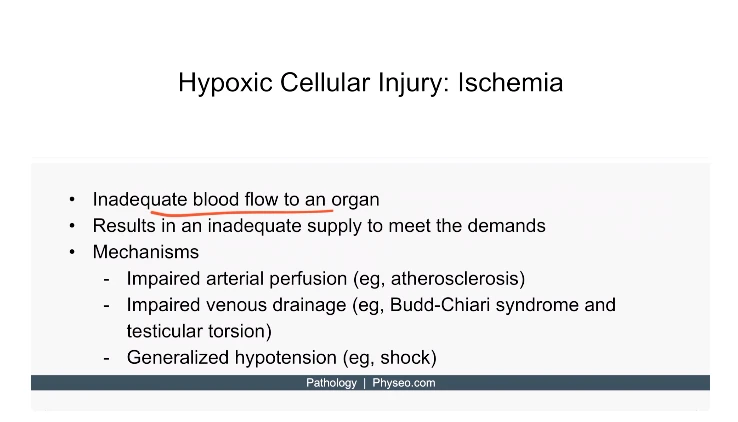 Hypoxic Cellular Injury: Ischemia
• Inadequate blood flow to an organ
• Results in an inadequate supply to meet the demands
• Mechanisms
- Impaired arterial perfusion (eg, atherosclerosis)
- Impaired venous drainage (eg, Budd-Chiari syndrome and
testicular torsion)
- Generalized hypotension (eg, shock)
Pathology | Physeo.com